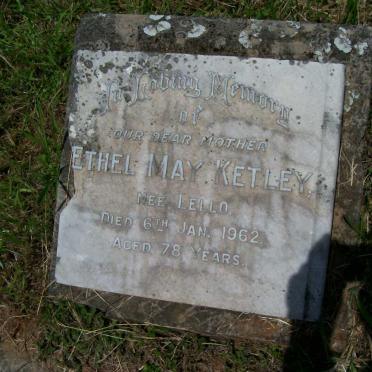 In Loving Memory
of
OUR DEAR MOTHER
ETHEL MAY KETLEY,
NEE LELLO,
DIED 6TH JAN. 1962.
AGED 78 YEARS.